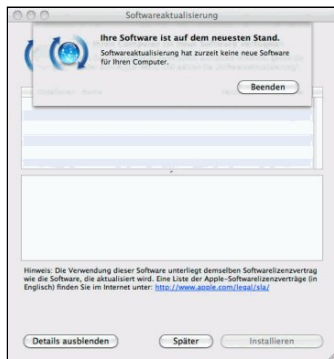 Softwareaktualisierung
Ihre Software ist auf dem neuesten Stand.
Softwareaktualisierung hat zurzeit keine neue Software
für Ihren Computer.
Beenden
Hinweis: Die Verwendung dieser Software unterliegt demselben Softwarelizenzvertrag
wie die Software, die aktualisiert wird. Eine Liste der Apple-Softwarelizenzverträge (in
Englisch) finden Sie im Internet unter: http://www.apple.com/legal/sla/
Details ausblenden
Später
Installieren